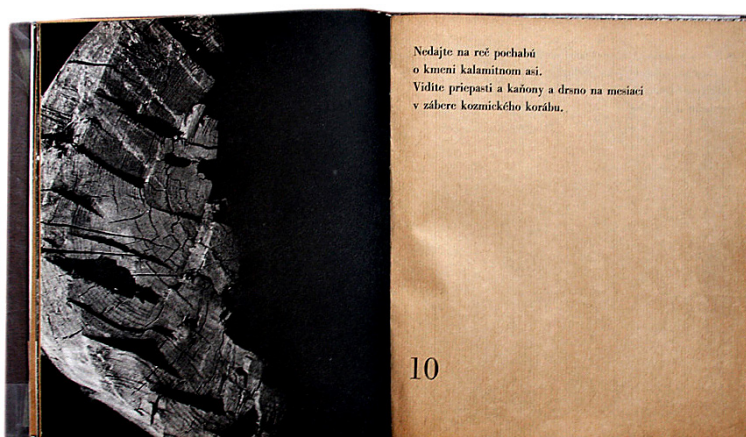 Nedajte na reč pochabú
o kmeni kalamitnom asi.
Vidíte priepasti a kaňony a drsno na mesiaci
v zábere kozmického korábu.
10